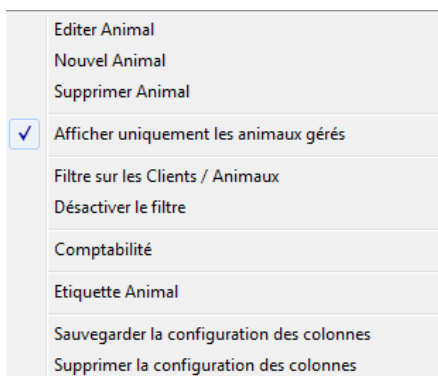 Editer Animal
Nouvel Animal
Supprimer Animal
Afficher uniquement les animaux gérés
Filtre sur les Clients / Animaux
Désactiver le filtre
Comptabilité
Etiquette Animal
Sauvegarder la configuration des colonnes
Supprimer la configuration des colonnes